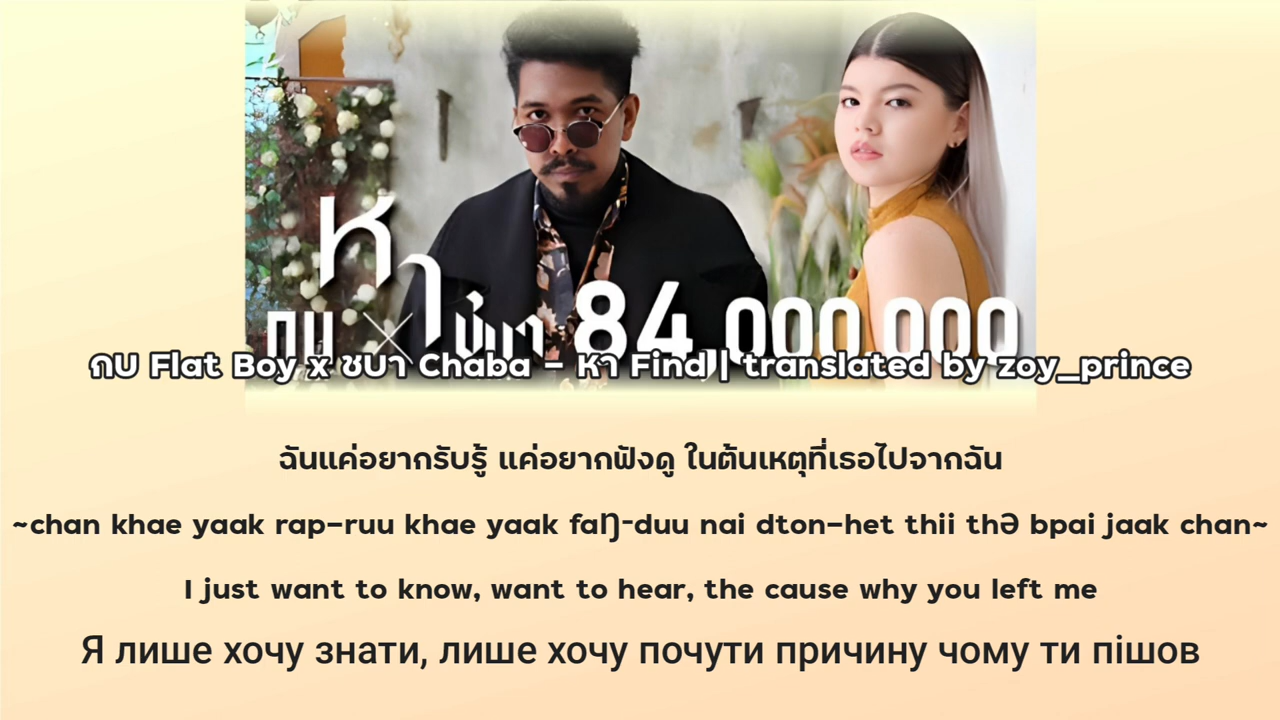 หา
กบ × ชบา 84,000,000
กบ Flat Boy x ชบา Chaba - หา Find | translated by zoy_prince
ฉันแค่อยากรับรู้ แค่อยากฟังดู ในต้นเหตุที่เธอไปจากฉัน
~chan khae yaak rap-ruu khae yaak faŋ-duu nai dton-het thii thə bpai jaak chan~
I just want to know, want to hear, the cause why you left me
Я лише хочу знати, лише хочу почути причину чому ти пішов